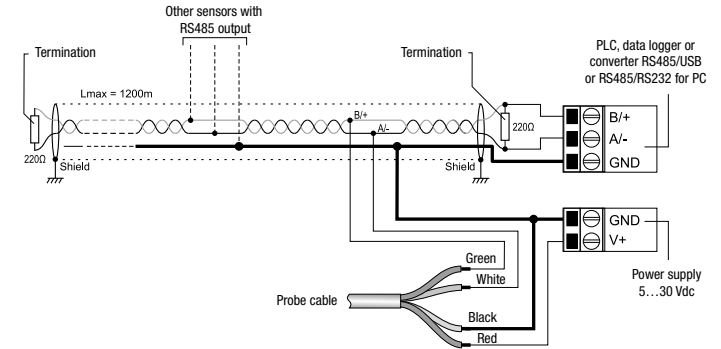 Other sensors with
RS485 output
Termination
Termination
PLC, data logger or
converter RS485/USB
or RS485/RS232 for PC
Lmax = 1200m
B/+
A/-
220Ω
B/+
A/-
GND
220Ω
Shield
Shield
GND
V+
Green
White
Probe cable
Black
Red
Power supply
5...30 Vdc